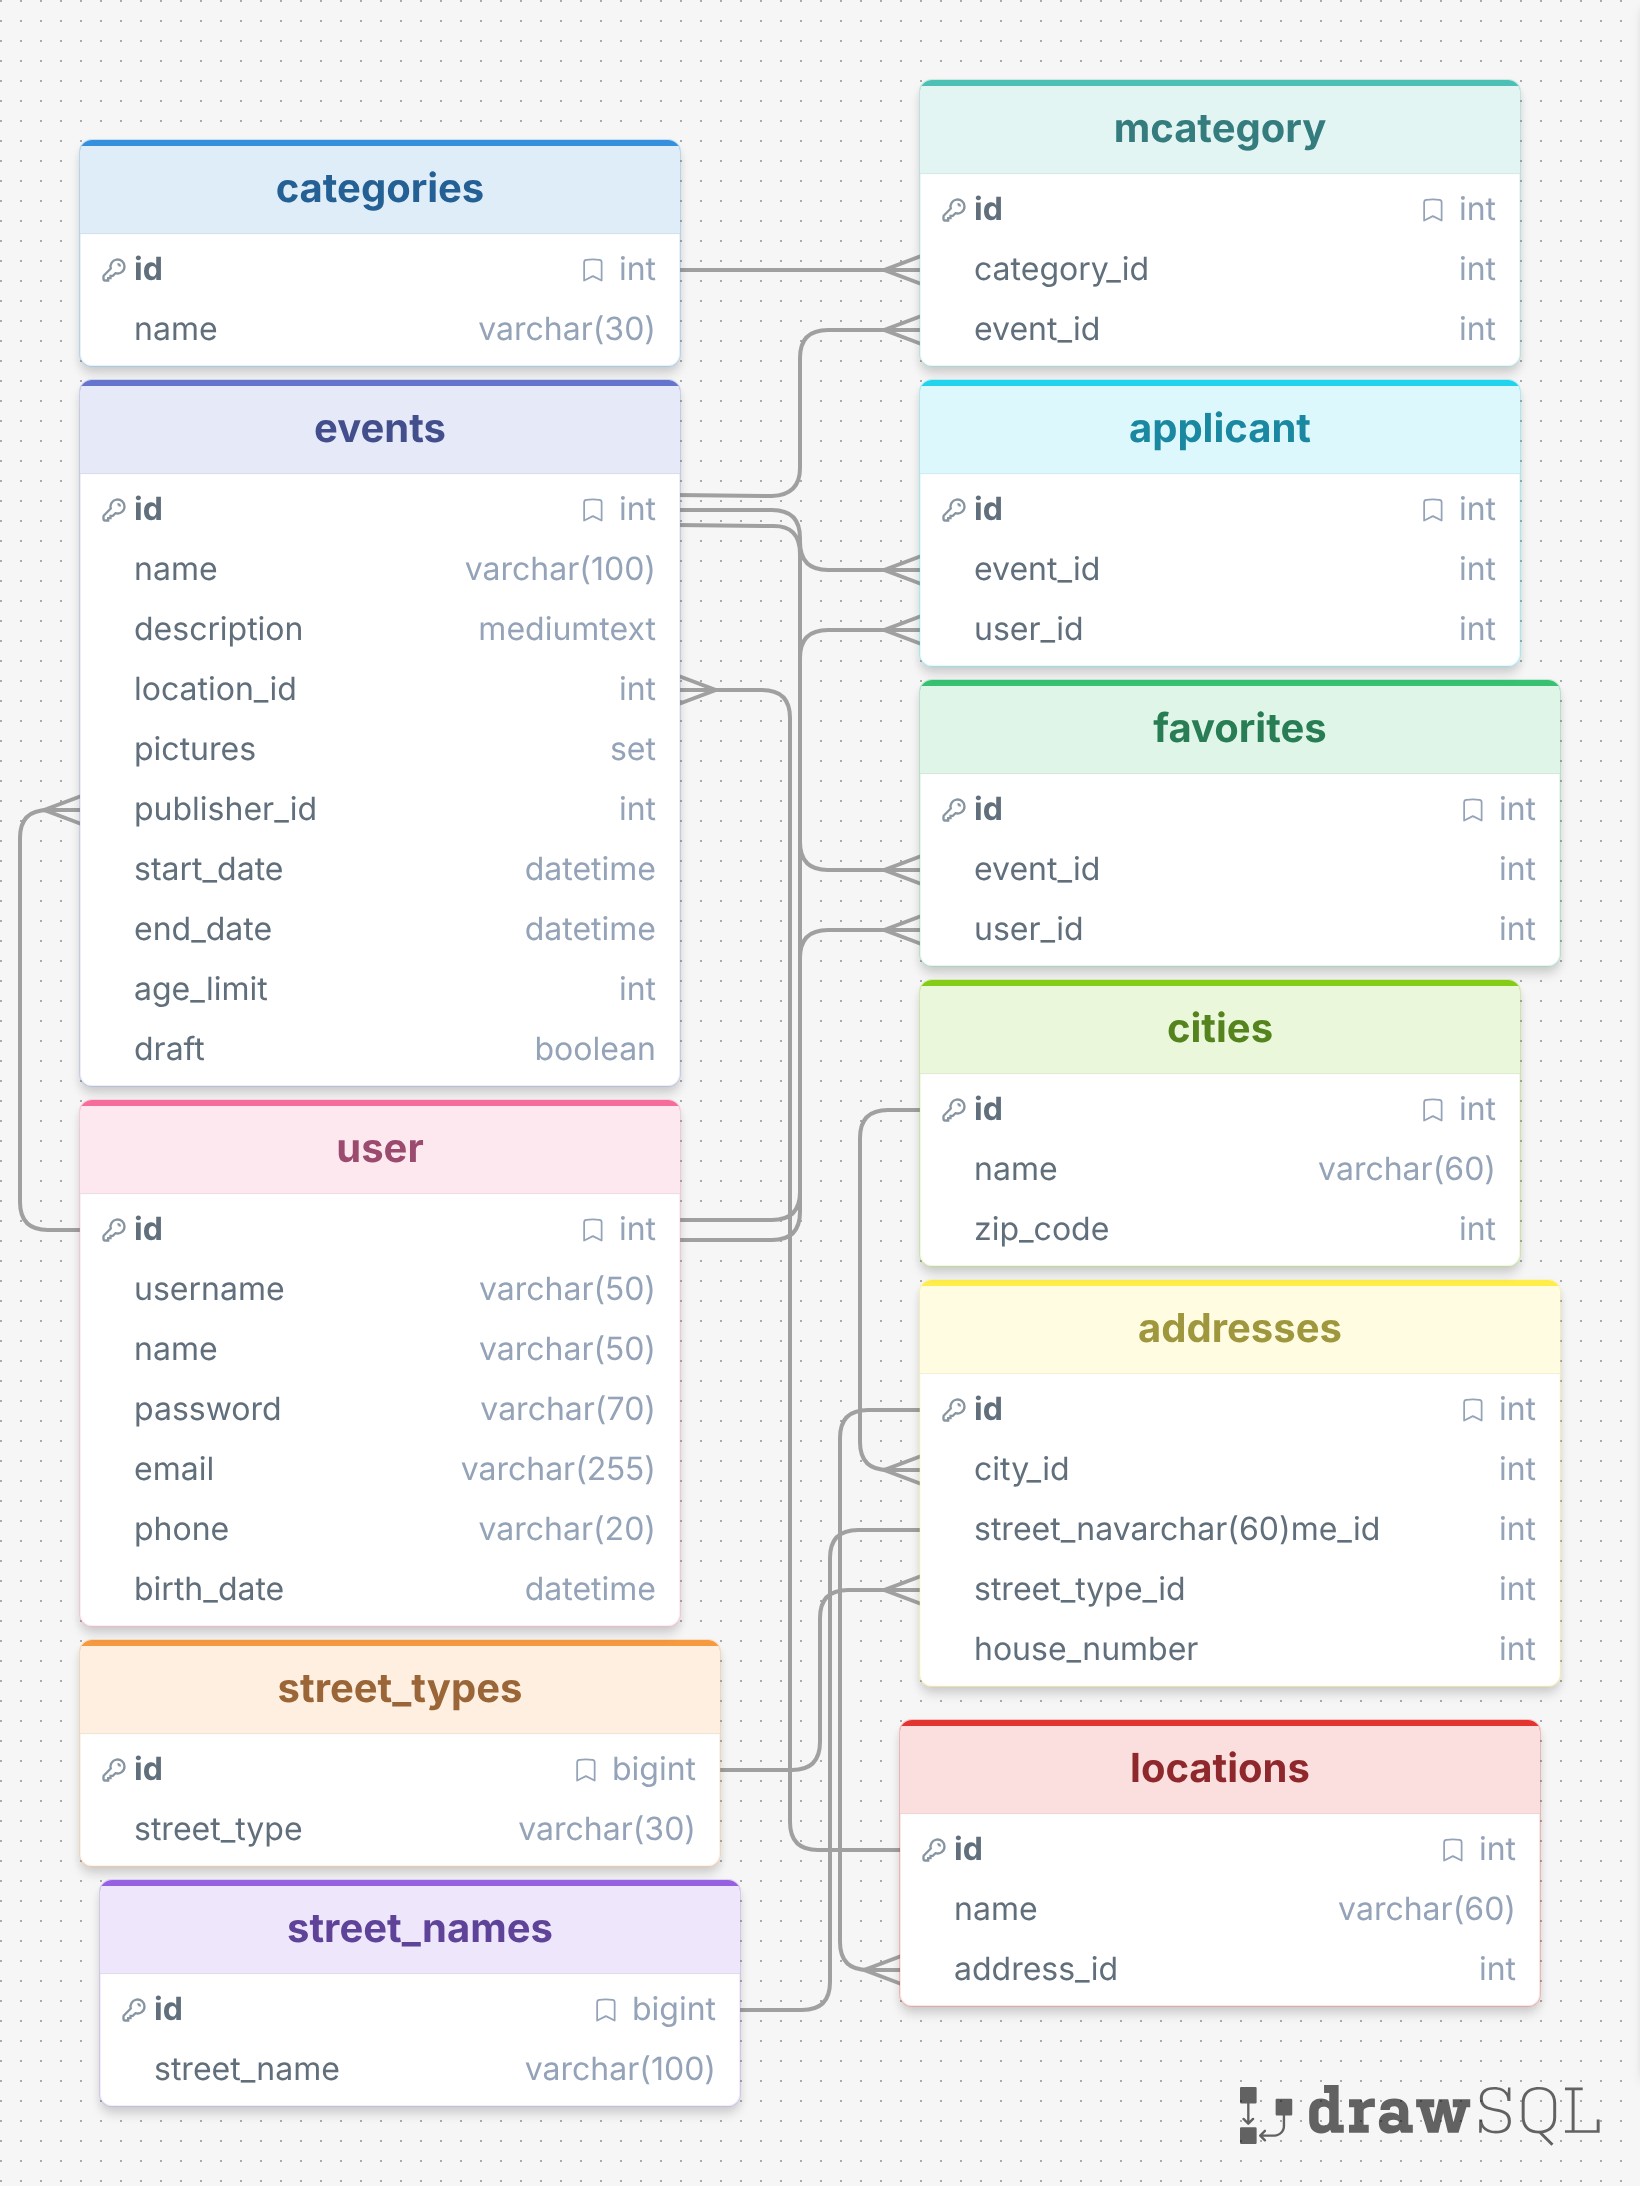 categories
id int
name varchar(30)
events
id int
name varchar(100)
description mediumtext
location_id int
pictures set
publisher_id int
start_date datetime
end_date datetime
age_limit int
draft boolean
user
id int
username varchar(50)
name varchar(50)
password varchar(70)
email varchar(255)
phone varchar(20)
birth_date datetime
street_types
id bigint
street_type varchar(30)
street_names
id bigint
street_name varchar(100)
mcategory
id int
category_id int
event_id int
applicant
id int
event_id int
user_id int
favorites
id int
event_id int
user_id int
cities
id int
name varchar(60)
zip_code int
addresses
id int
city_id int
street_navarchar(60)me_id int
street_type_id int
house_number int
locations
id int
name varchar(60)
address_id int
drawSQL